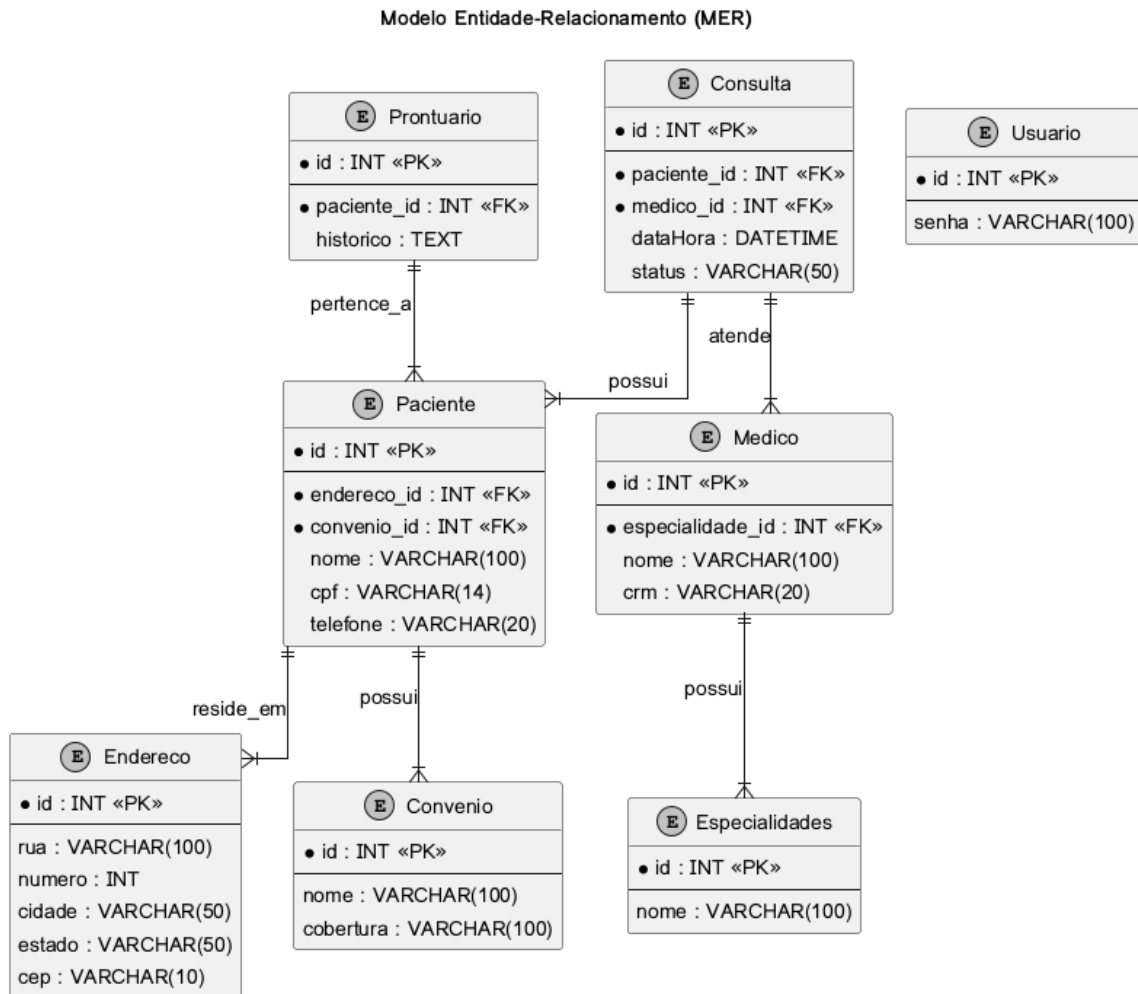 Modelo Entidade-Relacionamento (MER)
E Prontuario
id : INT «PK»
paciente_id : INT «FK»
historico : TEXT
E Consulta
id : INT «PK»
paciente_id : INT «FK»
medico_id : INT «FK»
dataHora : DATETIME
status : VARCHAR(50)
E Usuario
id : INT «PK»
senha : VARCHAR(100)
pertence_a
possui
atende
E Paciente
id : INT «PK»
endereco_id : INT «FK»
convenio_id : INT «FK»
nome : VARCHAR(100)
cpf : VARCHAR(14)
telefone : VARCHAR(20)
E Medico
id : INT «PK»
especialidade_id : INT «FK»
nome : VARCHAR(100)
crm : VARCHAR(20)
reside_em
possui
possui
E Endereco
id : INT «PK»
rua : VARCHAR(100)
numero : INT
cidade : VARCHAR(50)
estado : VARCHAR(50)
cep : VARCHAR(10)
E Convenio
id : INT «PK»
nome : VARCHAR(100)
cobertura : VARCHAR(100)
E Especialidades
id : INT «PK»
nome : VARCHAR(100)